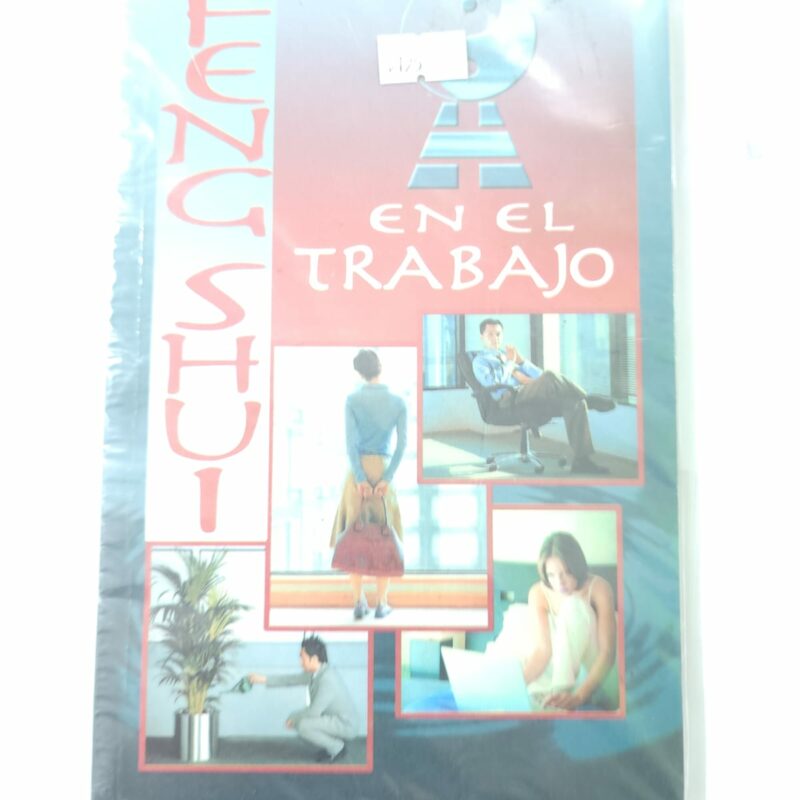 FENG SHUI
EN EL
TRABAJO